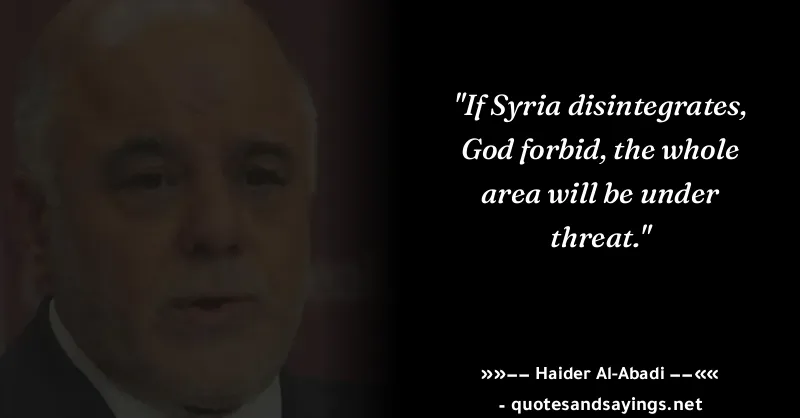 "If Syria disintegrates,
God forbid, the whole
area will be under
threat."
»»–– Haider Al-Abadi ––««
- quotesandsayings.net